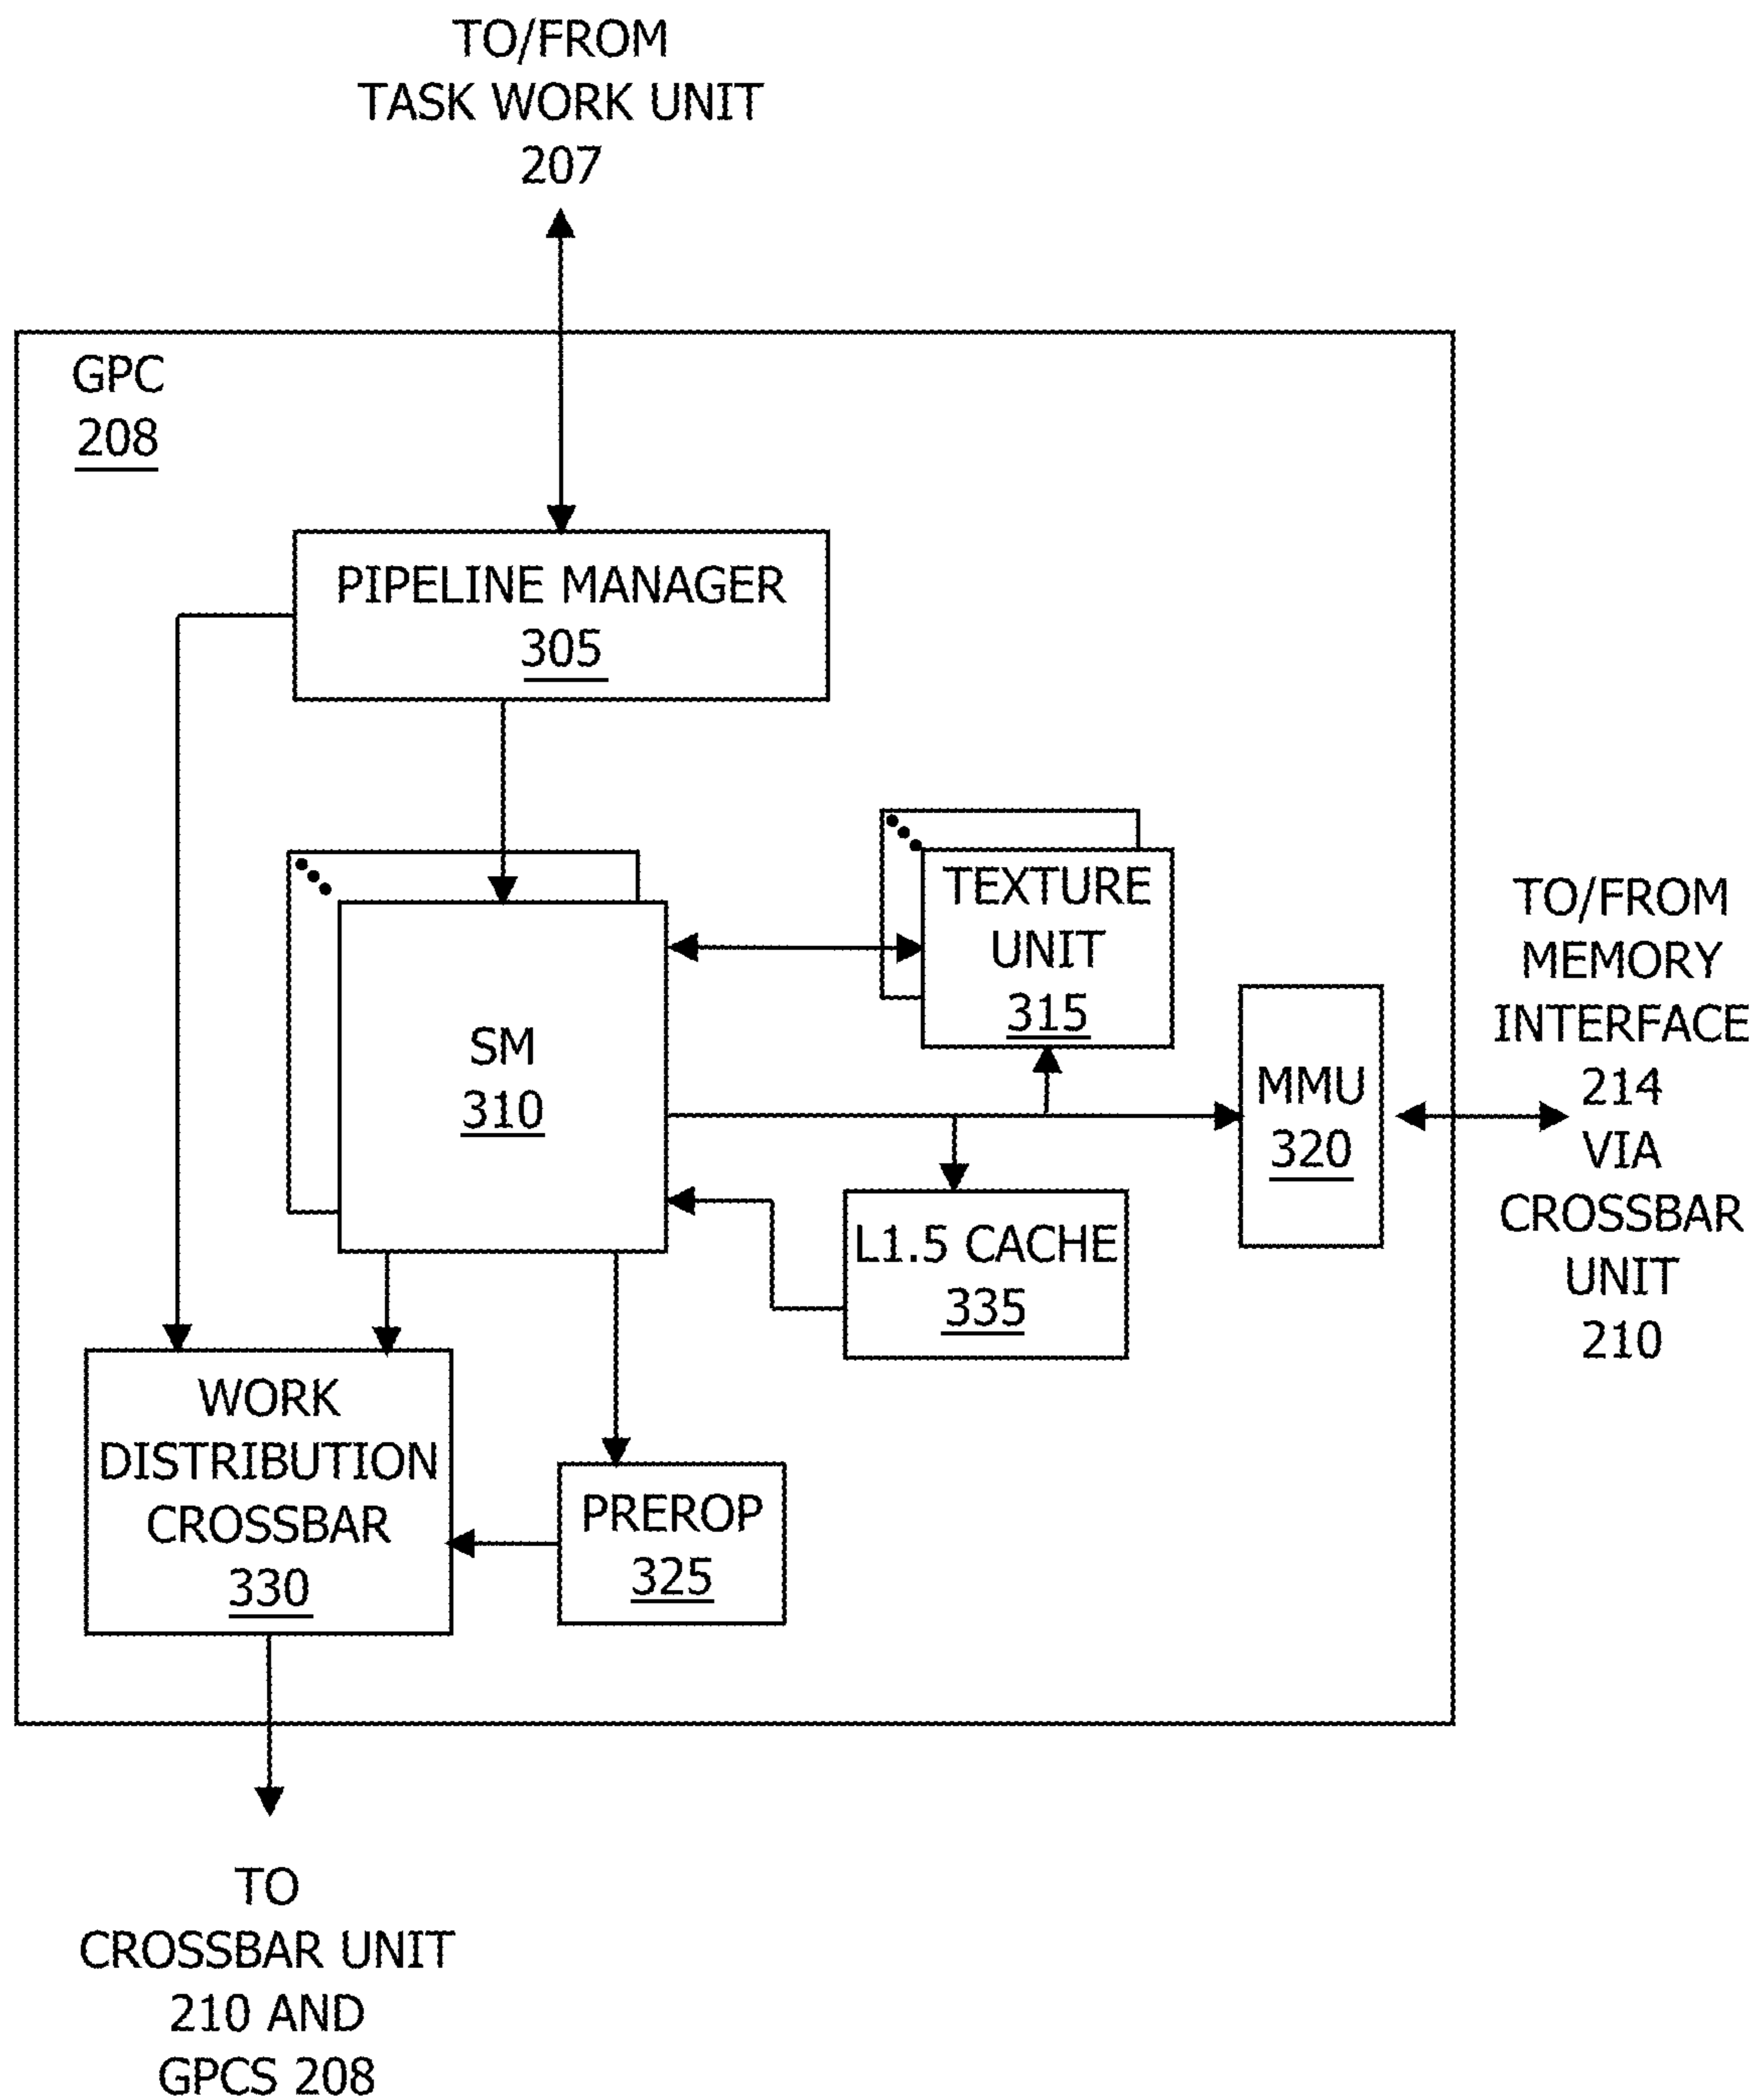 TO/FROM
TASK WORK UNIT
207
GPC
208
PIPELINE MANAGER
305
TEXTURE
UNIT
315
SM
310
MMU
320
TO/FROM
MEMORY
INTERFACE
214
VIA
CROSSBAR
UNIT
210
L1.5 CACHE
335
WORK
DISTRIBUTION
CROSSBAR
330
PREROP
325
TO
CROSSBAR UNIT
210 AND
GPCS 208